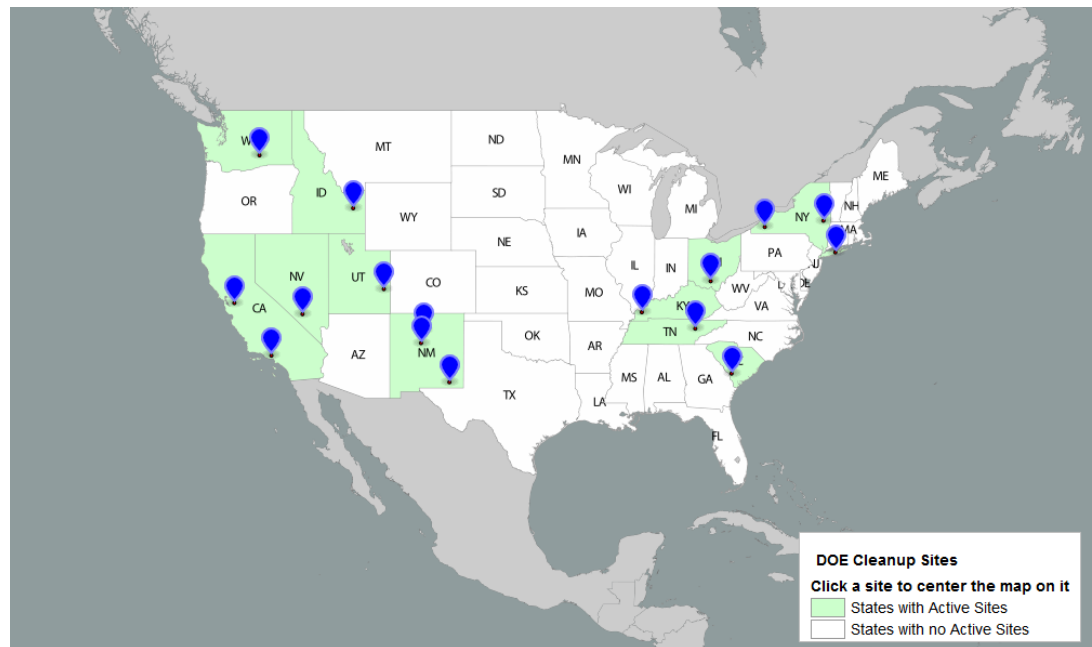 W
MT
ND
MN
ME
ID
OR
SD
WI
MI
NY
NH
MA
WY
IA
NE
PA
NJ
NV
UT
CO
IL
IN
WV
DE
CA
KS
MO
KY
VA
AZ
NM
OK
AR
TN
NC
TX
LA
MS
AL
GA
FL
DOE Cleanup Sites
Click a site to center the map on it
States with Active Sites
States with no Active Sites